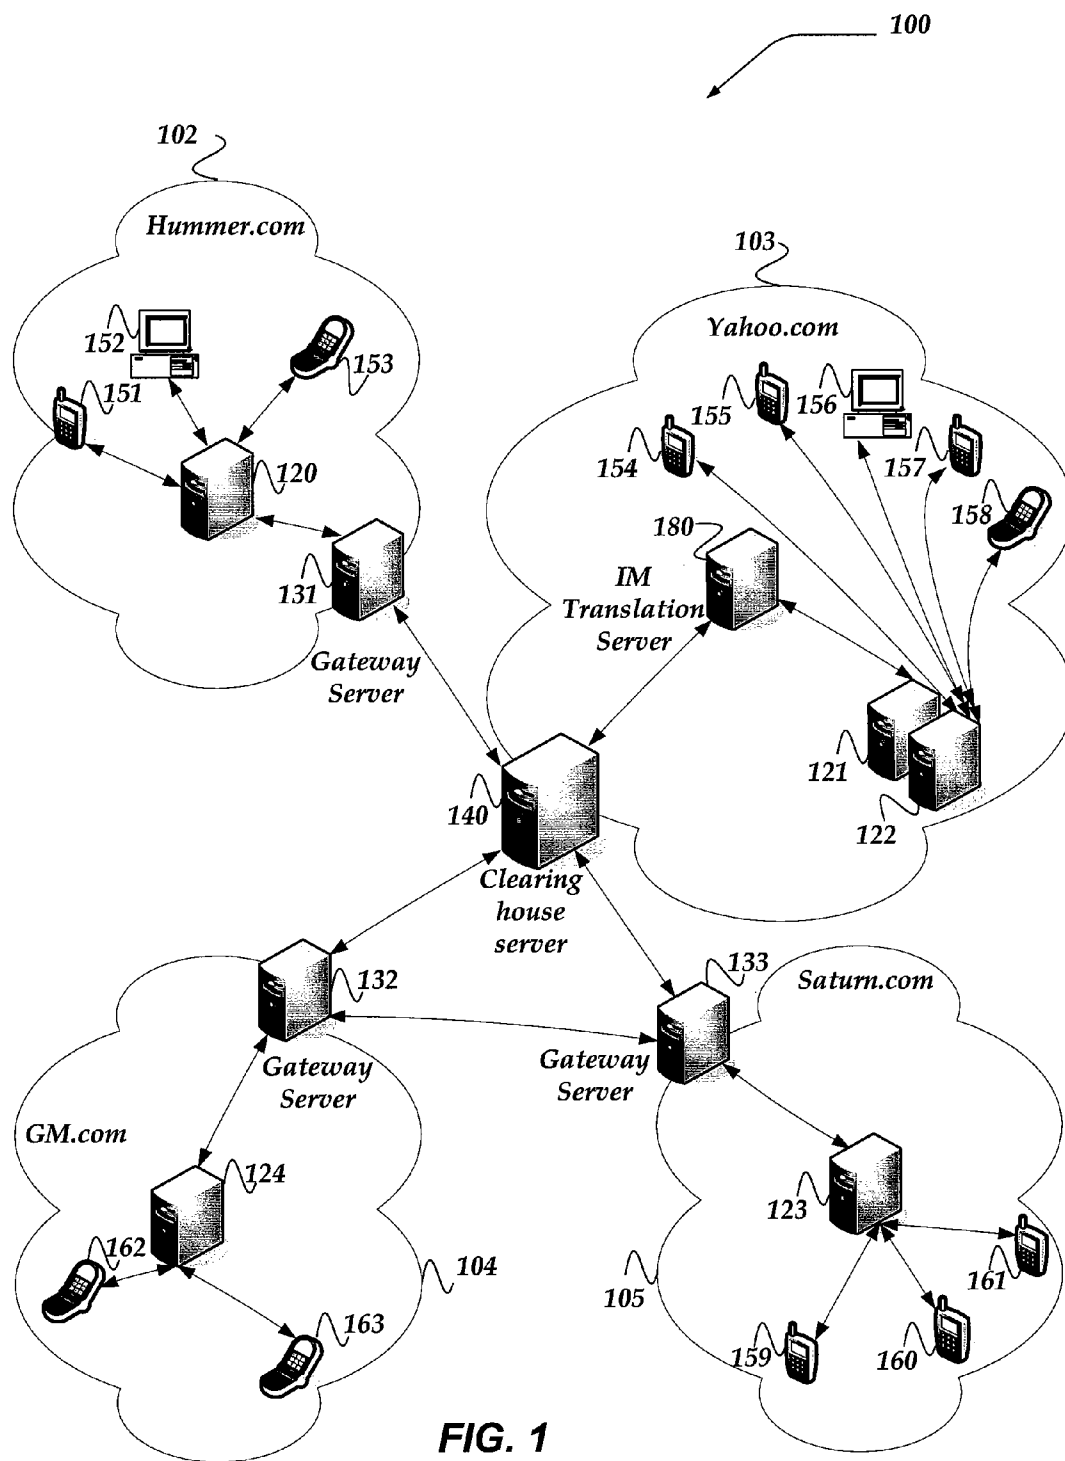 100
102
Hummer.com
103
Yahoo.com
152
153
151
155
156
154
157
158
120
180
131
IM
Translation
Server
Gateway
Server
121
122
140
Clearing
house
server
132
133
Saturn.com
Gateway
Server
Gateway
Server
GM.com
124
123
162
104
105
161
163
159
160
FIG. 1